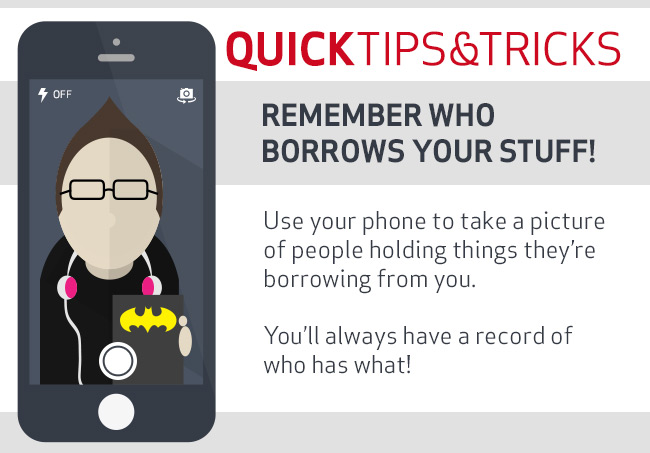 QUICKTIPS&TRICKS
OFF
REMEMBER WHO
BORROWS YOUR STUFF!
Use your phone to take a picture
of people holding things they’re
borrowing from you.
You’ll always have a record of
who has what!